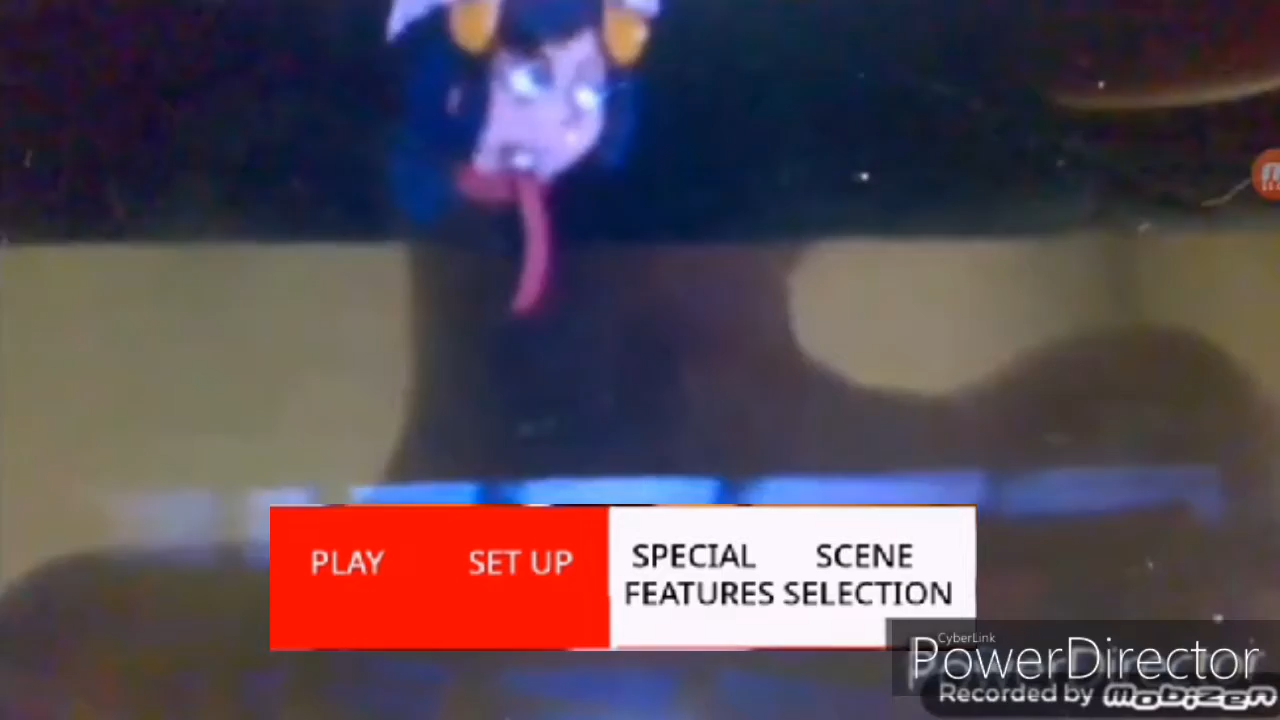 PLAY
SET UP
SPECIAL
FEATURES
SCENE
SELECTION
CyberLink
PowerDirector
Recorded by mobizen